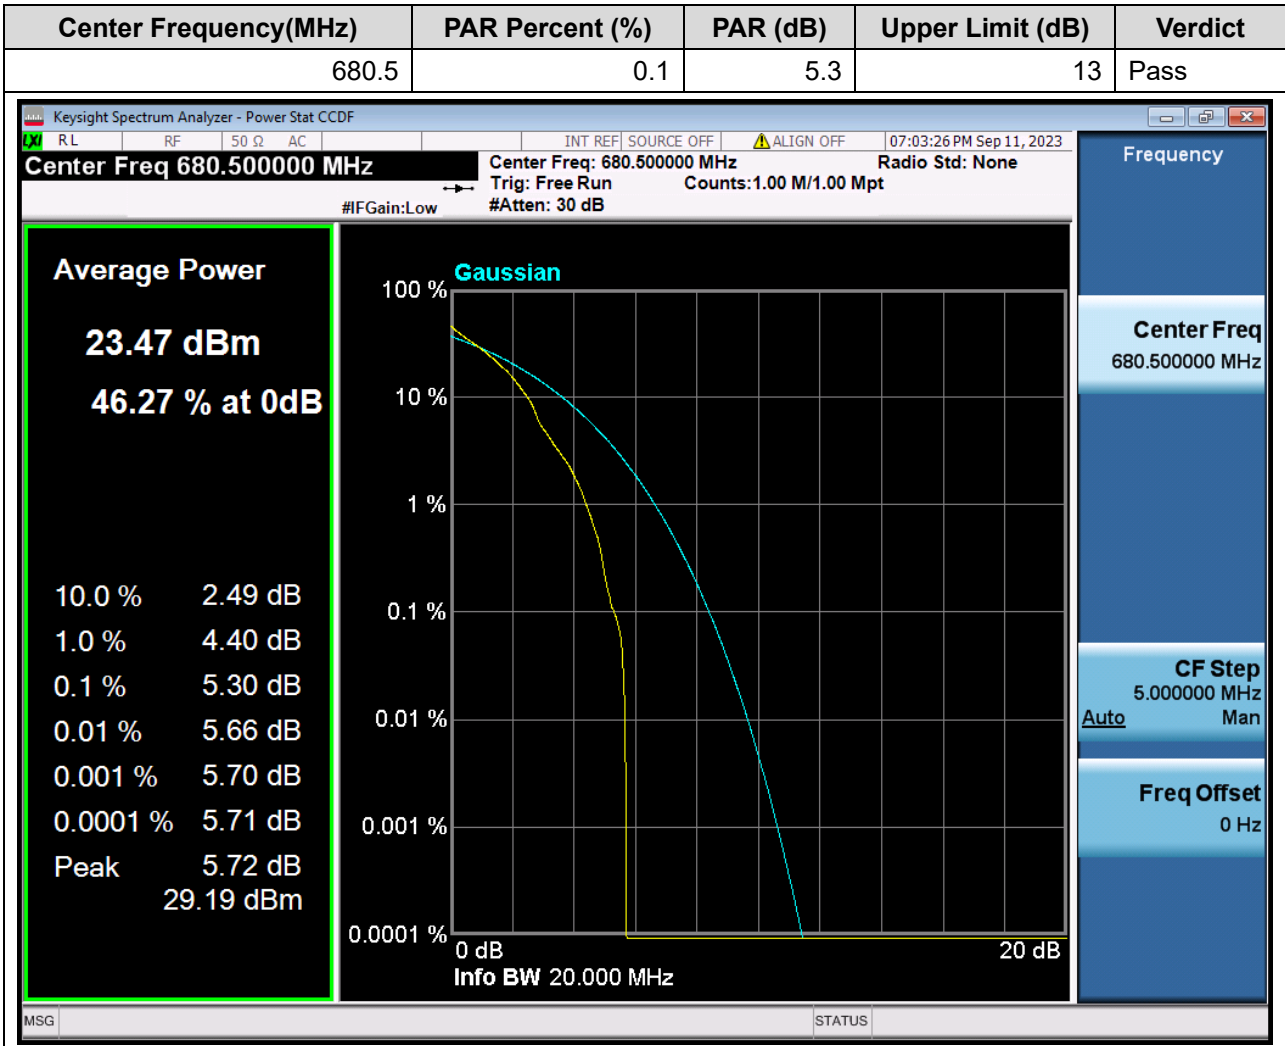 Center Frequency(MHz) PAR Percent (%) PAR (dB) Upper Limit (dB) Verdict
680.5 0.1 5.3 13 Pass
Keysight Spectrum Analyzer - Power Stat CCDF
LXI RL RF 50 Ω AC INT REF SOURCE OFF ALIGN OFF 07:03:26 PM Sep 11, 2023
Center Freq 680.500000 MHz
Center Freq: 680.500000 MHz Radio Std: None
Trig: Free Run Counts:1.00 M/1.00 Mpt
#IFGain:Low #Atten: 30 dB
Frequency
Average Power
23.47 dBm
46.27 % at 0dB
10.0 % 2.49 dB
1.0 % 4.40 dB
0.1 % 5.30 dB
0.01 % 5.66 dB
0.001 % 5.70 dB
0.0001 % 5.71 dB
Peak 5.72 dB
29.19 dBm
Gaussian
100 %
10 %
1 %
0.1 %
0.01 %
0.001 %
0.0001 %
0 dB 20 dB
Info BW 20.000 MHz
Center Freq
680.500000 MHz
CF Step
5.000000 MHz
Auto Man
Freq Offset
0 Hz
MSG STATUS